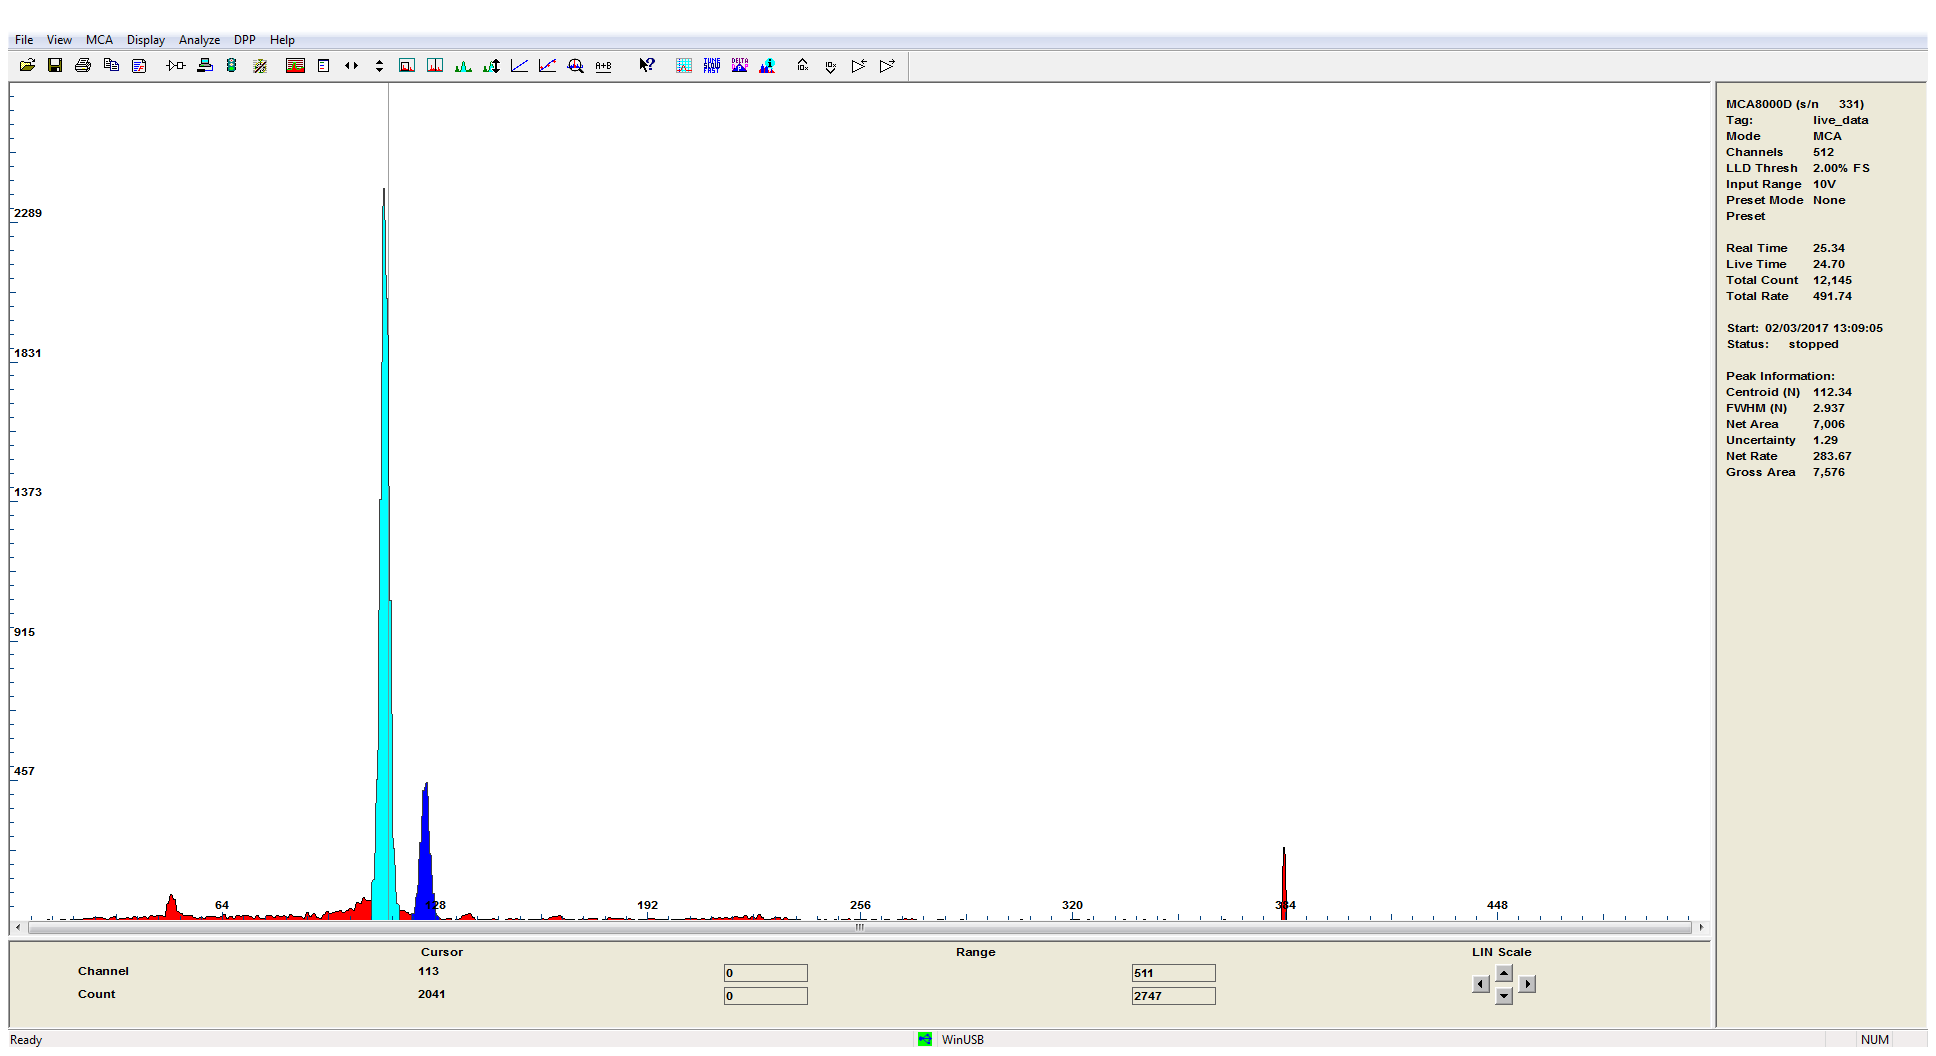 File View MCA Display Analyze DPP Help
A+B
TUNE FAST
DELTA
10x 10x
2289
1831
1373
915
457
64 128 192 256 320 384 448
MCA8000D (s/n 331)
Tag: live_data
Mode MCA
Channels 512
LLD Thresh 2.00% FS
Input Range 10V
Preset Mode None
Preset
Real Time 25.34
Live Time 24.70
Total Count 12,145
Total Rate 491.74
Start: 02/03/2017 13:09:05
Status: stopped
Peak Information:
Centroid (N) 112.34
FWHM (N) 2.937
Net Area 7,006
Uncertainty 1.29
Net Rate 283.67
Gross Area 7,576
Cursor Range LIN Scale
Channel 113 0 511
Count 2041 0 2747
Ready WinUSB NUM